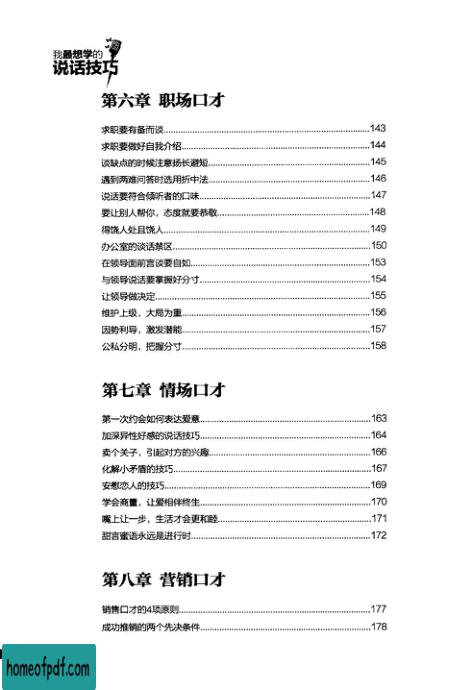 我最想学的
说话技巧
第六章 职场口才
求职要有备而谈........143
求职要做好自我介绍........144
谈缺点的时候注意扬长避短........145
遇到两难问答时选用折中法........146
说话要符合倾听者的口味........147
要让别人帮你，态度就要恭敬........148
得饶人处且饶人........149
办公室的谈话禁区........150
在领导面前言谈要自如........153
与领导说话要掌握好分寸........154
让领导做决定........155
维护上级，大局为重........156
因势利导，激发潜能........157
公私分明，把握分寸........158
第七章 情场口才
第一次约会如何表达爱意........163
加深异性好感的说话技巧........164
卖个关子，引起对方的兴趣........166
化解小矛盾的技巧........167
安慰恋人的技巧........169
学会商量，让爱相伴终生........170
嘴上让一步，生活才会更和睦........171
甜言蜜语永远是进行时........172
第八章 营销口才
销售口才的4项原则........177
成功推销的两个先决条件........178
homeofpdf.com